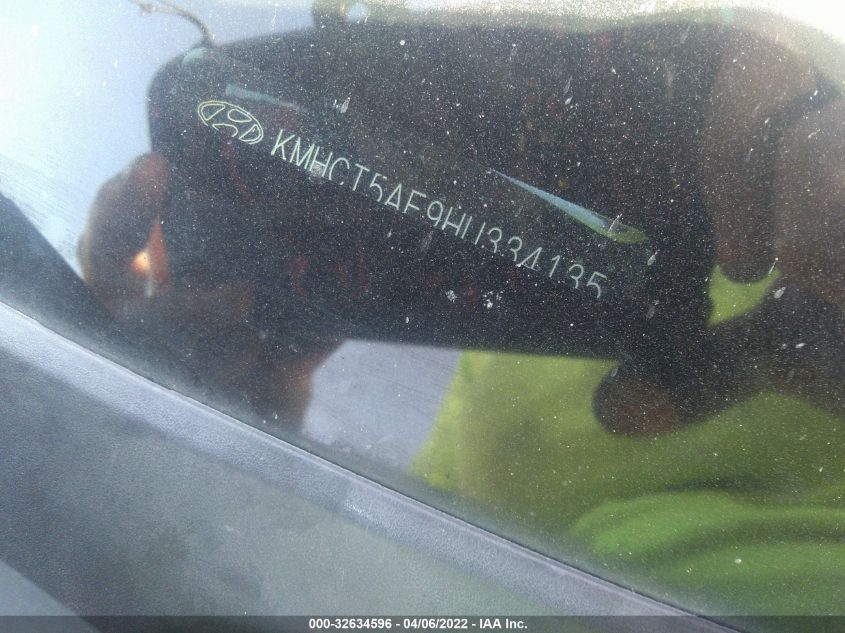 KMHCT5AE9HU334135
000-32634596 - 04/06/2022 - IAA Inc.